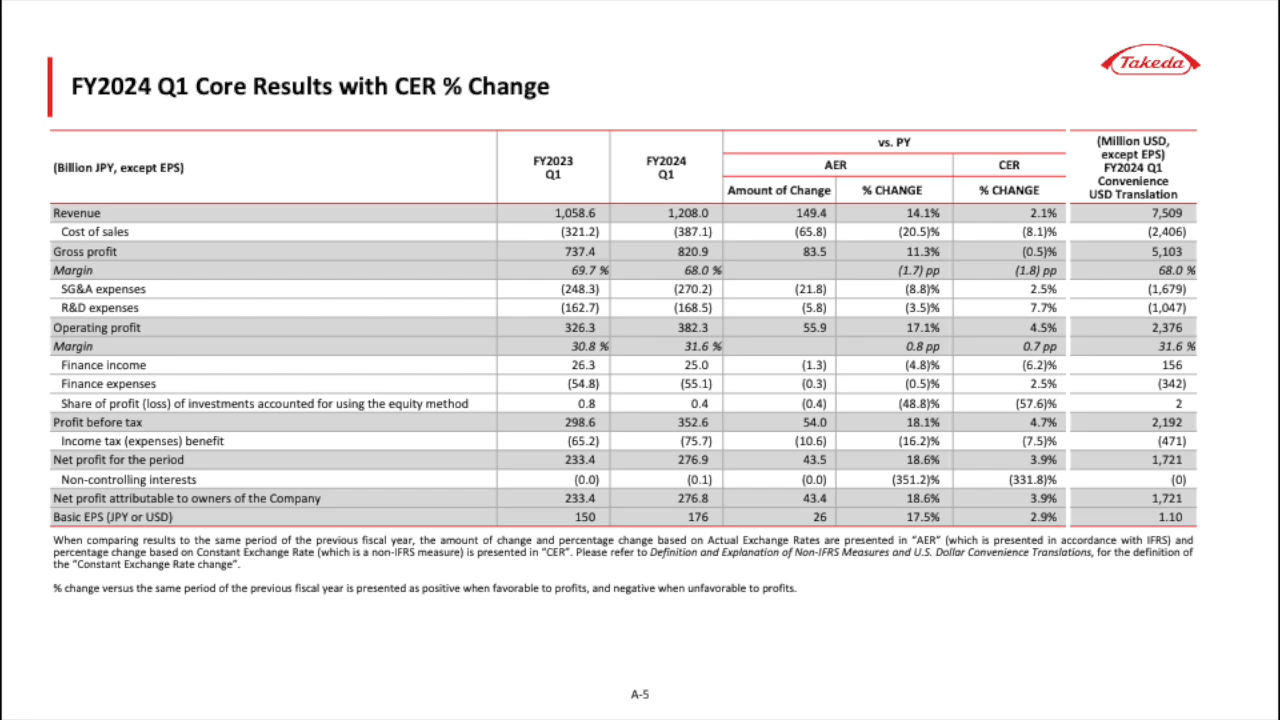 Takeda
FY2024 Q1 Core Results with CER % Change
(Billion JPY, except EPS) FY2023 Q1 FY2024 Q1 vs. PY (Million USD, except EPS) FY2024 Q1 Convenience USD Translation
AER CER
Amount of Change % CHANGE % CHANGE
Revenue 1,058.6 1,208.0 149.4 14.1% 2.1% 7,509
Cost of sales (321.2) (387.1) (65.8) (20.5)% (8.1)% (2,406)
Gross profit 737.4 820.9 83.5 11.3% (0.5)% 5,103
Margin 69.7 % 68.0 % (1.7) pp (1.8) pp 68.0 %
SG&A expenses (248.3) (270.2) (21.8) (8.8)% 2.5% (1,679)
R&D expenses (162.7) (168.5) (5.8) (3.5)% 7.7% (1,047)
Operating profit 326.3 382.3 55.9 17.1% 4.5% 2,376
Margin 30.8 % 31.6 % 0.8 pp 0.7 pp 31.6 %
Finance income 26.3 25.0 (1.3) (4.8)% (6.2)% 156
Finance expenses (54.8) (55.1) (0.3) (0.5)% 2.5% (342)
Share of profit (loss) of investments accounted for using the equity method 0.8 0.4 (0.4) (48.8)% (57.6)% 2
Profit before tax 298.6 352.6 54.0 18.1% 4.7% 2,192
Income tax (expenses) benefit (65.2) (75.7) (10.6) (16.2)% (7.5)% (471)
Net profit for the period 233.4 276.9 43.5 18.6% 3.9% 1,721
Non-controlling interests (0.0) (0.1) (0.0) (351.2)% (331.8)% (0)
Net profit attributable to owners of the Company 233.4 276.8 43.4 18.6% 3.9% 1,721
Basic EPS (JPY or USD) 150 176 26 17.5% 2.9% 1.10
When comparing results to the same period of the previous fiscal year, the amount of change and percentage change based on Actual Exchange Rates are presented in “AER” (which is presented in accordance with IFRS) and
percentage change based on Constant Exchange Rate (which is a non-IFRS measure) is presented in “CER”. Please refer to Definition and Explanation of Non-IFRS Measures and U.S. Dollar Convenience Translations, for the definition of
the “Constant Exchange Rate change”.
% change versus the same period of the previous fiscal year is presented as positive when favorable to profits, and negative when unfavorable to profits.
A-5